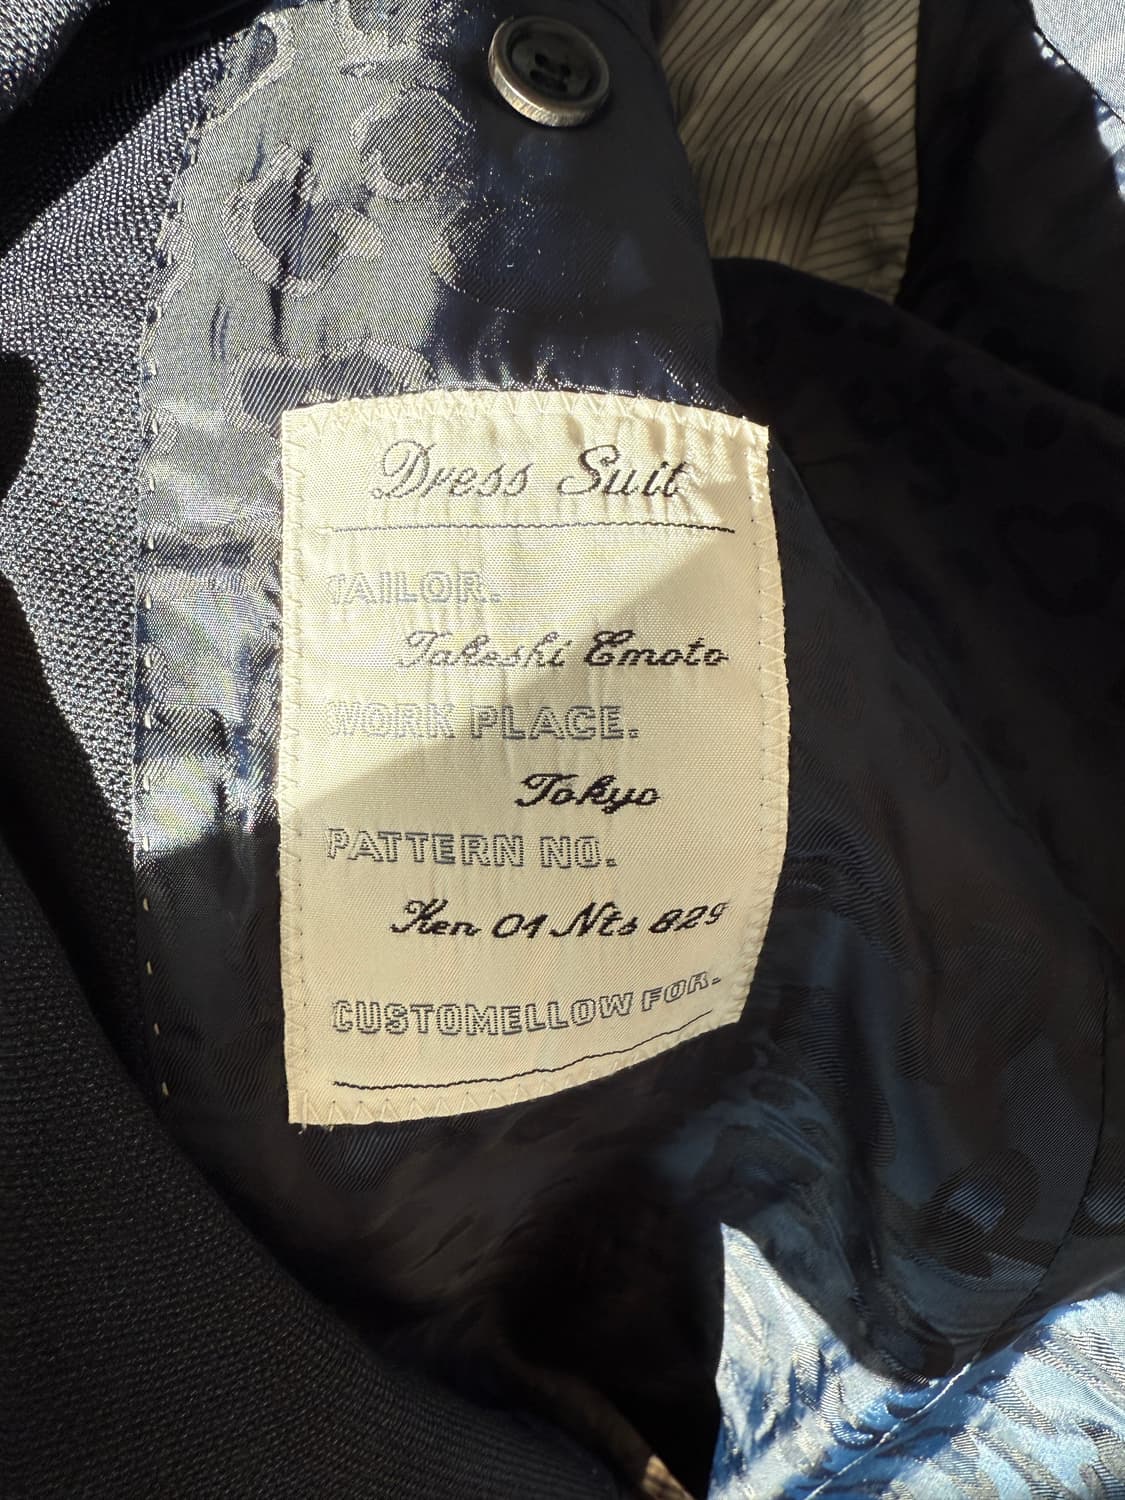 Dress Suit
TAILOR.
Takeshi Emoto
WORK PLACE.
Tokyo
PATTERN NO.
Ken 01 Nts 829
CUSTOMELLOW FOR.